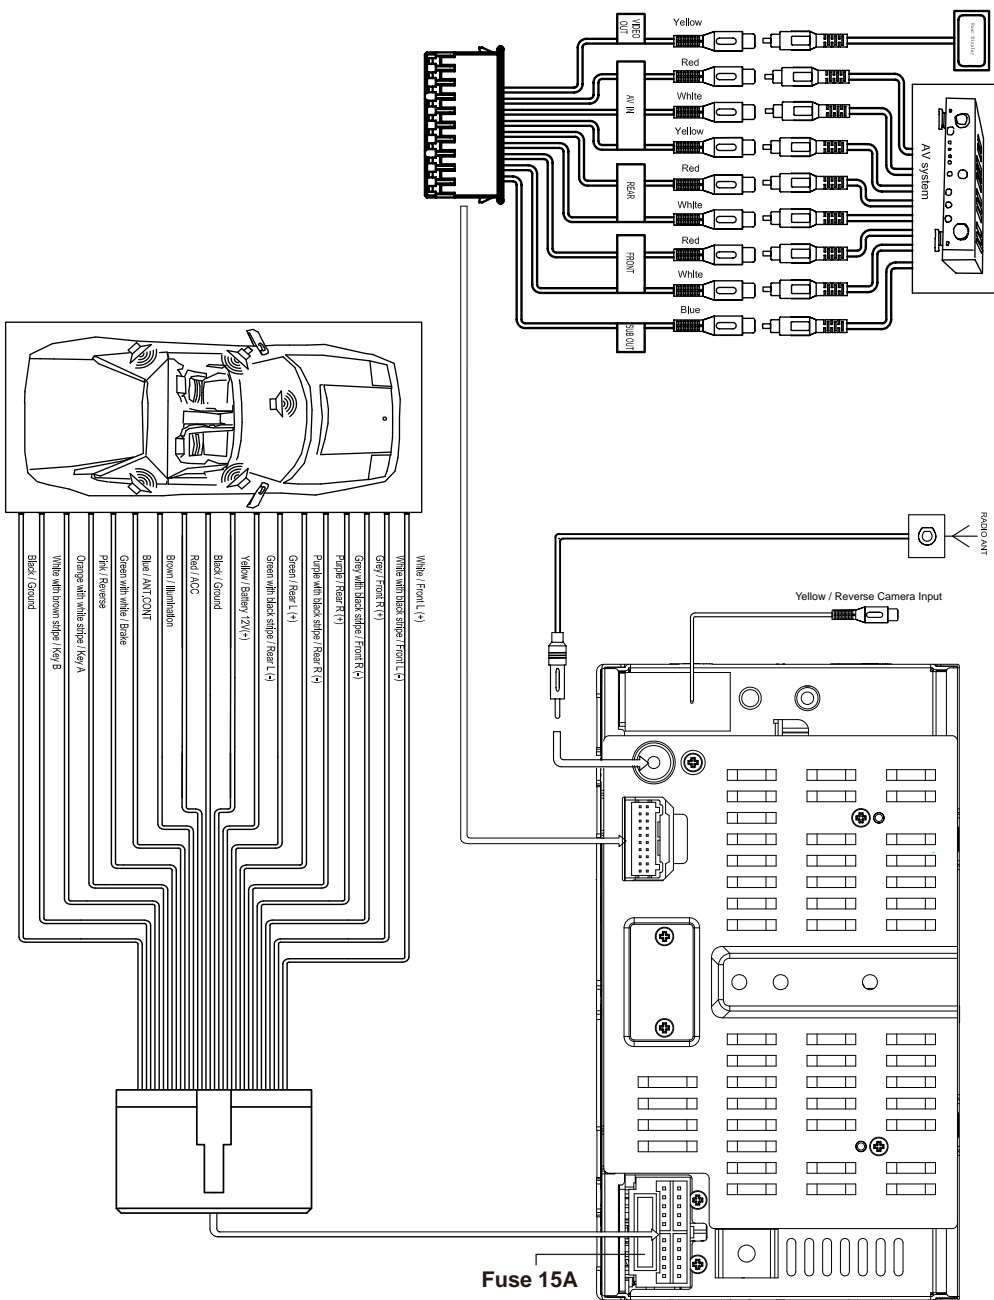 Yellow
VIDEO
OUT
Rear Display
Red
White
AV IN
Yellow
Red
REAR
White
AV system
Red
FRONT
White
Blue
SUB OUT
RADIO ANT
Yellow / Reverse Camera Input
White / Front L (+)
White with black stripe / Front L (-)
Grey / Front R (+)
Grey with black stripe / Front R (-)
Purple / Rear R (+)
Purple with black stripe / Rear R (-)
Green / Rear L (+)
Green with black stripe / Rear L (-)
Yellow / Battery 12V(+)
Black / Ground
Red / ACC
Brown / Illumination
Blue / ANT.CONT
Green with white / Brake
Pink / Reverse
Orange with white stripe / Key A
White with brown stripe / Key B
Black / Ground
Fuse 15A